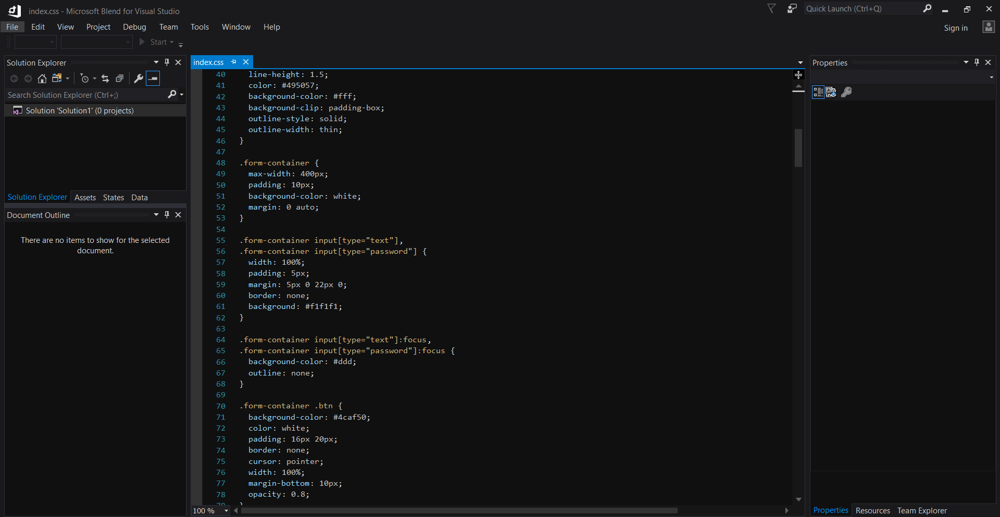 index.css - Microsoft Blend for Visual Studio
Quick Launch (Ctrl+Q)
File Edit View Project Debug Team Tools Window Help
Sign in
Start
Solution Explorer
Search Solution Explorer (Ctrl+;)
Solution 'Solution1' (0 projects)
Solution Explorer Assets States Data
Document Outline
There are no items to show for the selected
document.
index.css
40 line-height: 1.5;
41 color: #495057;
42 background-color: #fff;
43 background-clip: padding-box;
44 outline-style: solid;
45 outline-width: thin;
46 }
47
48 .form-container {
49 max-width: 400px;
50 padding: 10px;
51 background-color: white;
52 margin: 0 auto;
53 }
54
55 .form-container input[type="text"],
56 .form-container input[type="password"] {
57 width: 100%;
58 padding: 5px;
59 margin: 5px 0 22px 0;
60 border: none;
61 background: #f1f1f1;
62 }
63
64 .form-container input[type="text"]:focus,
65 .form-container input[type="password"]:focus {
66 background-color: #ddd;
67 outline: none;
68 }
69
70 .form-container .btn {
71 background-color: #4caf50;
72 color: white;
73 padding: 16px 20px;
74 border: none;
75 cursor: pointer;
76 width: 100%;
77 margin-bottom: 10px;
78 opacity: 0.8;
79 }
100 %
Properties
Properties Resources Team Explorer